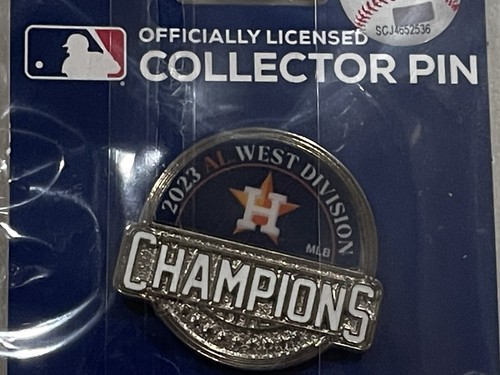 SCJ4652536
OFFICIALLY LICENSED
COLLECTOR PIN
2023 AL WEST DIVISION
H
MLB
CHAMPIONS